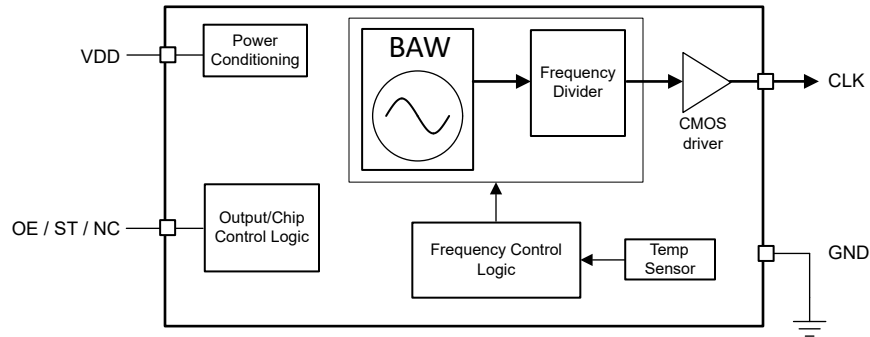 VDD
Power
Conditioning
BAW
Frequency
Divider
CMOS
driver
CLK
OE / ST / NC
Output/Chip
Control Logic
Frequency Control
Logic
Temp
Sensor
GND